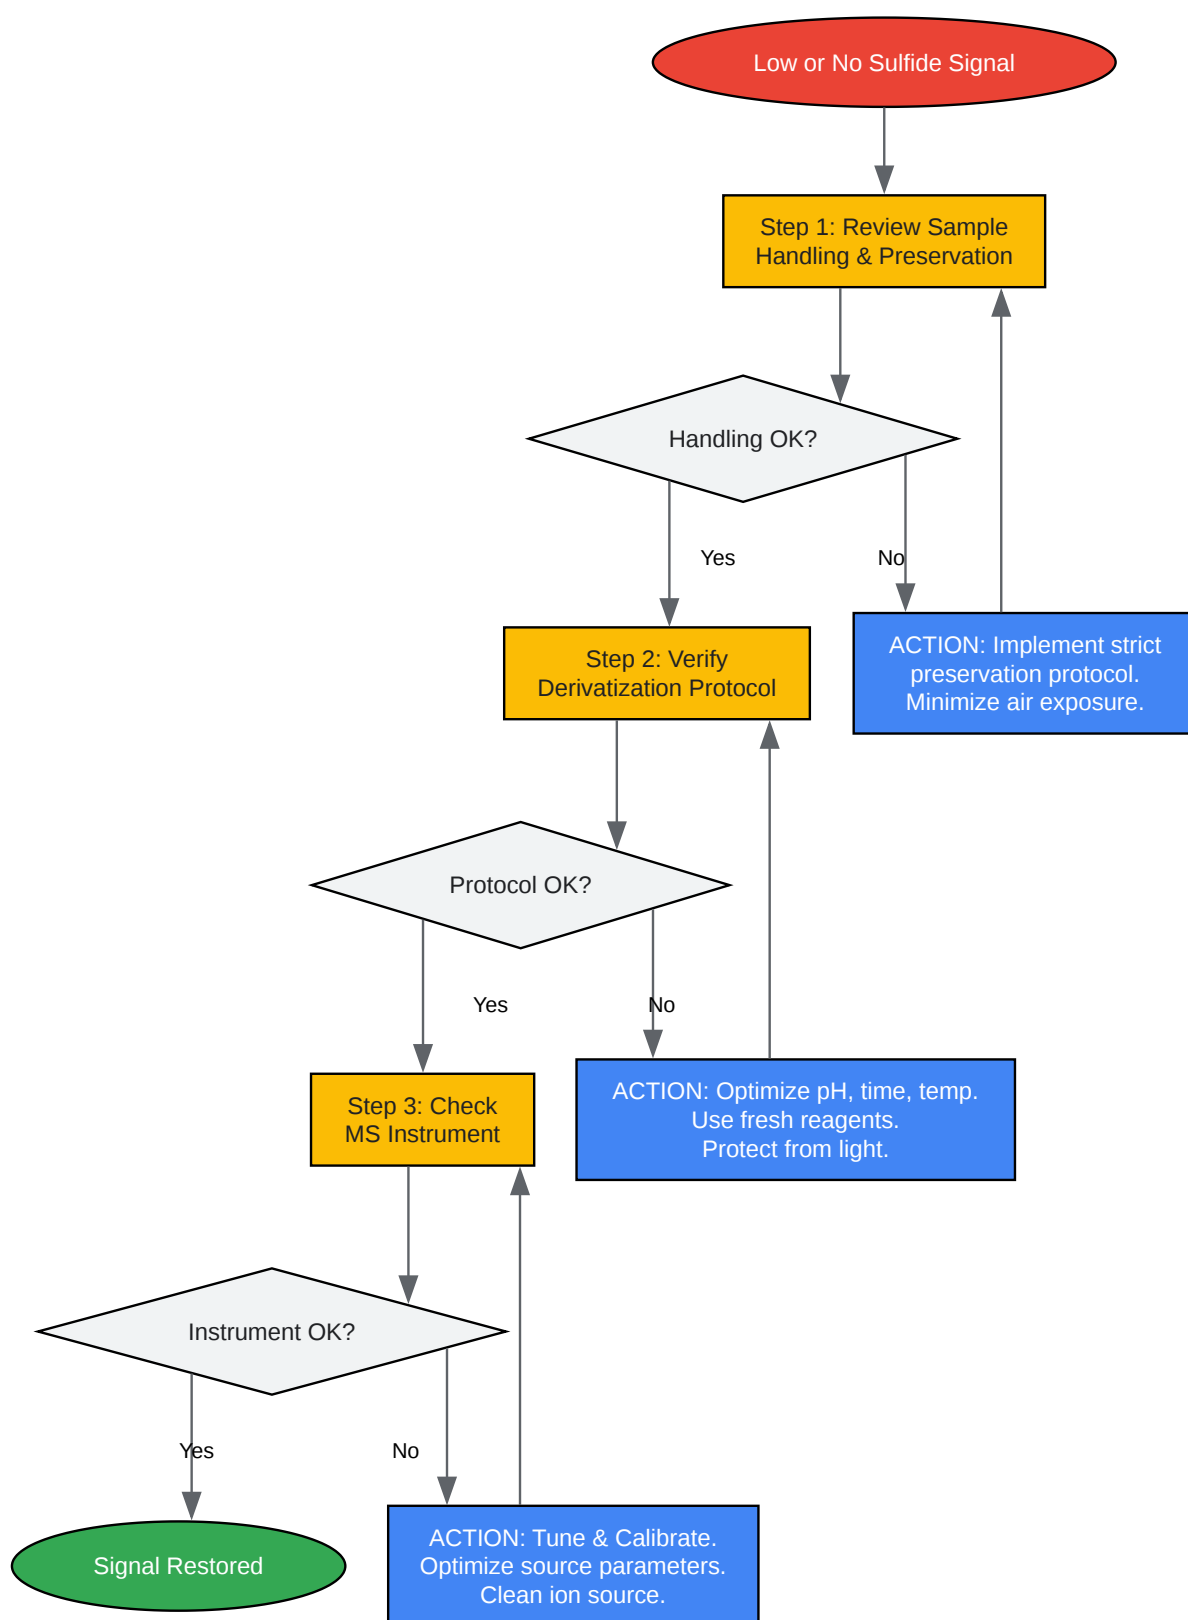 Low or No Sulfide Signal
Step 1: Review Sample
Handling & Preservation
Handling OK?
Yes
No
Step 2: Verify
Derivatization Protocol
ACTION: Implement strict
preservation protocol.
Minimize air exposure.
Protocol OK?
Yes
No
Step 3: Check
MS Instrument
ACTION: Optimize pH, time, temp.
Use fresh reagents.
Protect from light.
Instrument OK?
Yes
No
Signal Restored
ACTION: Tune & Calibrate.
Optimize source parameters.
Clean ion source.